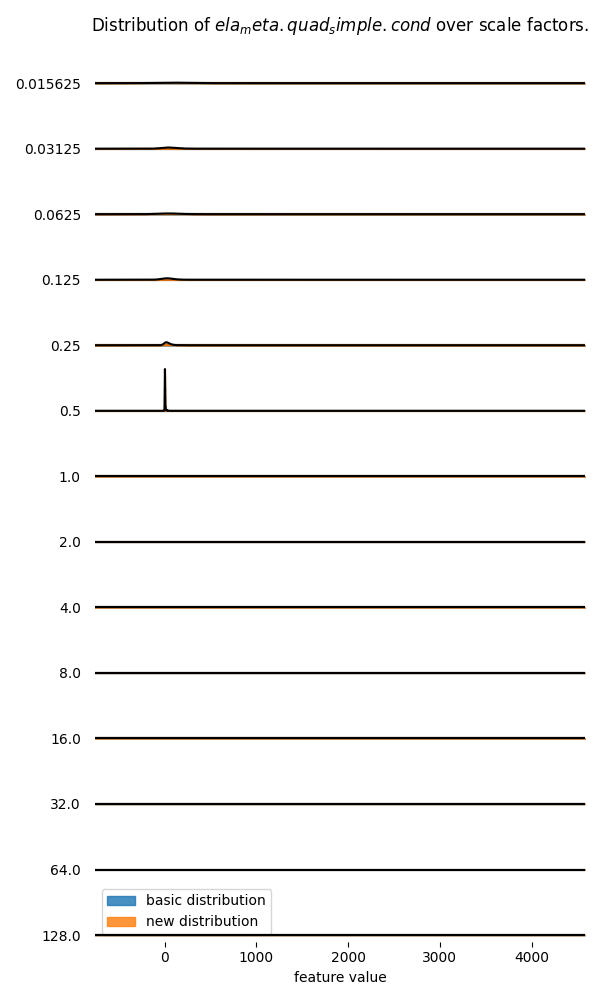 Distribution of ela_meta.quad_simple.cond over scale factors.
0.015625
0.03125
0.0625
0.125
0.25
0.5
1.0
2.0
4.0
8.0
16.0
32.0
64.0
basic distribution
new distribution
128.0
0 1000 2000 3000 4000
feature value